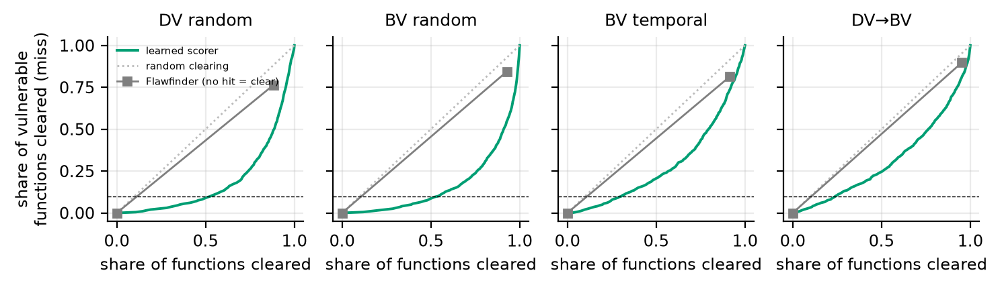 DV random
BV random
BV temporal
DV→BV
share of vulnerable
functions cleared (miss)
1.00
0.75
0.50
0.25
0.00
learned scorer
random clearing
Flawfinder (no hit = clear)
0.0 0.5 1.0
0.0 0.5 1.0
0.0 0.5 1.0
0.0 0.5 1.0
share of functions cleared
share of functions cleared
share of functions cleared
share of functions cleared